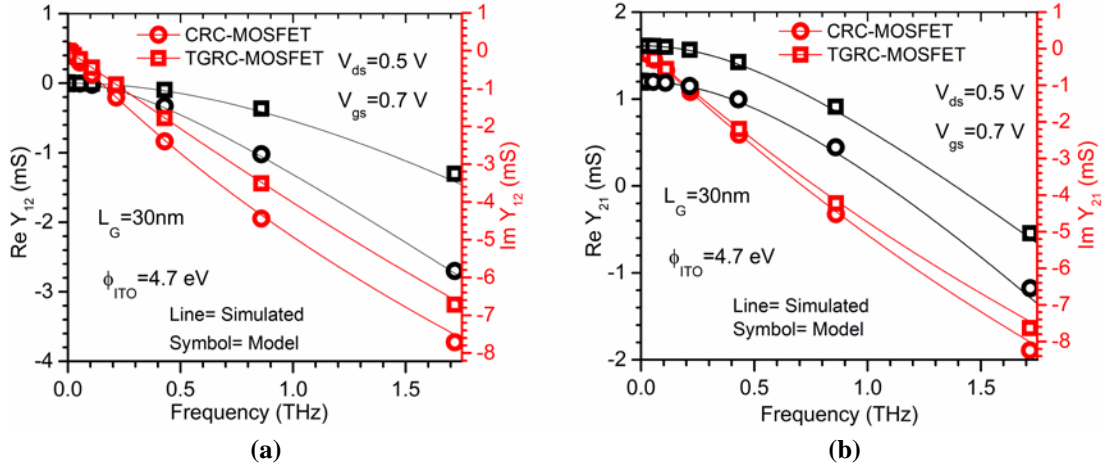 CRC-MOSFET
TGRC-MOSFET
V_ds=0.5 V
V_gs=0.7 V
L_G=30nm
ϕ_ITO=4.7 eV
Line= Simulated
Symbol= Model
Re Y_12 (mS)
2
1
0
-1
-2
-3
-4
Im Y_12 (mS)
1
0
-1
-2
-3
-4
-5
-6
-7
-8
0.0 0.5 1.0 1.5
Frequency (THz)
(a)
CRC-MOSFET
TGRC-MOSFET
V_ds=0.5 V
V_gs=0.7 V
L_G=30nm
ϕ_ITO=4.7 eV
Line= Simulated
Symbol= Model
Re Y_21 (mS)
2
1
0
-1
2
Im Y_21 (mS)
1
0
-1
-2
-3
-4
-5
-6
-7
-8
0.0 0.5 1.0 1.5
Frequency (THz)
(b)